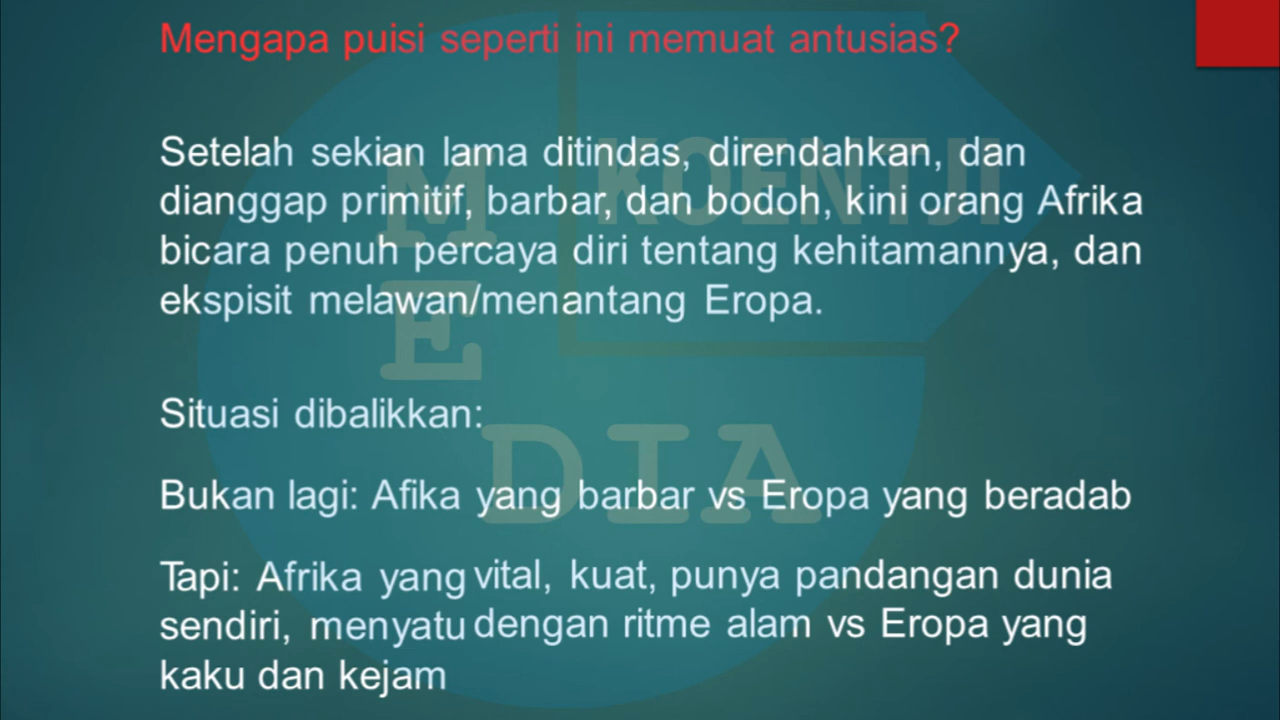 Mengapa puisi seperti ini memuat antusias?
Setelah sekian lama ditindas, direndahkan, dan
dianggap primitif, barbar, dan bodoh, kini orang Afrika
bicara penuh percaya diri tentang kehitamannya, dan
ekspisit melawan/menantang Eropa.
Situasi dibalikkan:
Bukan lagi: Afika yang barbar vs Eropa yang beradab
Tapi: Afrika yang vital, kuat, punya pandangan dunia
sendiri, menyatu dengan ritme alam vs Eropa yang
kaku dan kejam
KOENTJI
M
E
DIA